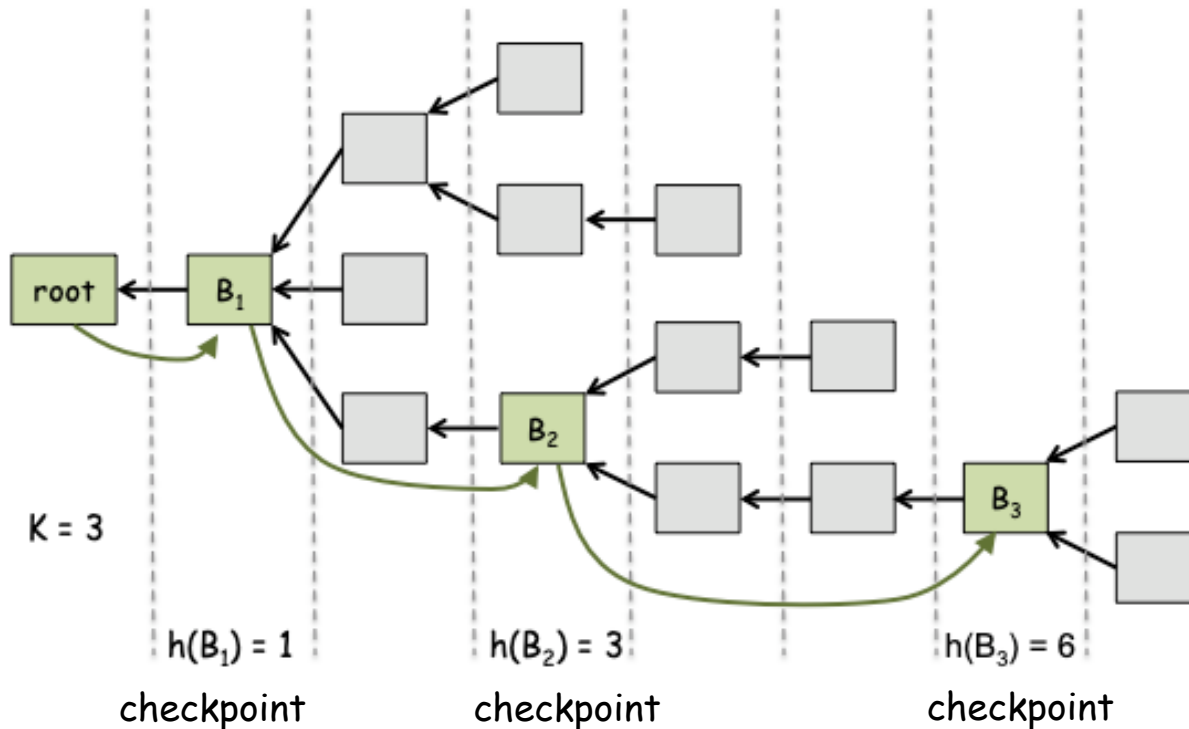 root
B₁
B₂
B₃
K = 3
h(B₁) = 1
h(B₂) = 3
h(B₃) = 6
checkpoint
checkpoint
checkpoint